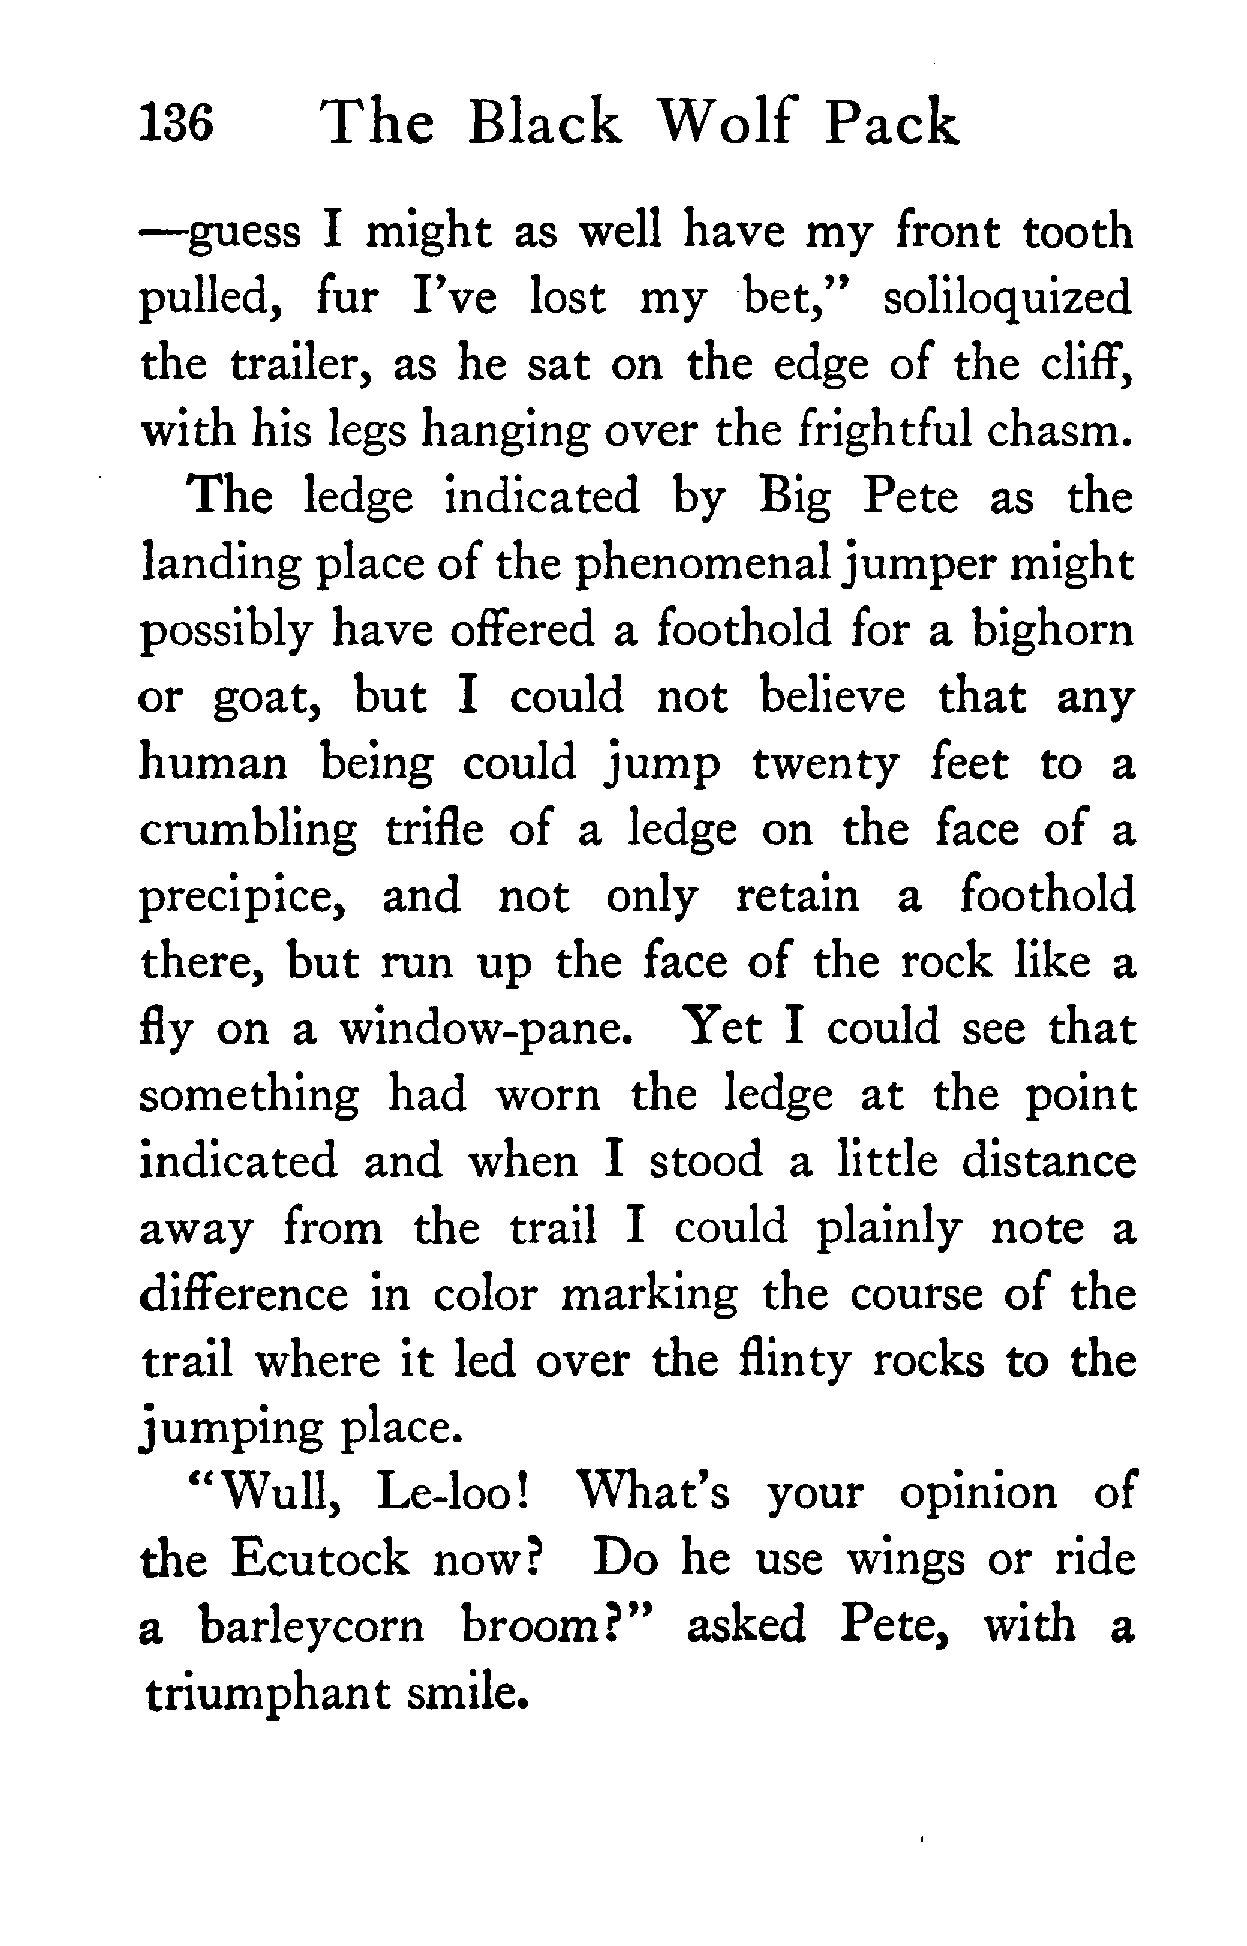 136 The Black Wolf Pack
—guess I might as well have my front tooth
pulled, fur I've lost my bet," soliloquized
the trailer, as he sat on the edge of the cliff,
with his legs hanging over the frightful chasm.
The ledge indicated by Big Pete as the
landing place of the phenomenal jumper might
possibly have offered a foothold for a bighorn
or goat, but I could not believe that any
human being could jump twenty feet to a
crumbling trifle of a ledge on the face of a
precipice, and not only retain a foothold
there, but run up the face of the rock like a
fly on a window-pane. Yet I could see that
something had worn the ledge at the point
indicated and when I stood a little distance
away from the trail I could plainly note a
difference in color marking the course of the
trail where it led over the flinty rocks to the
jumping place.
"Wull, Le-loo! What's your opinion of
the Ecutock now? Do he use wings or ride
a barleycorn broom?" asked Pete, with a
triumphant smile.